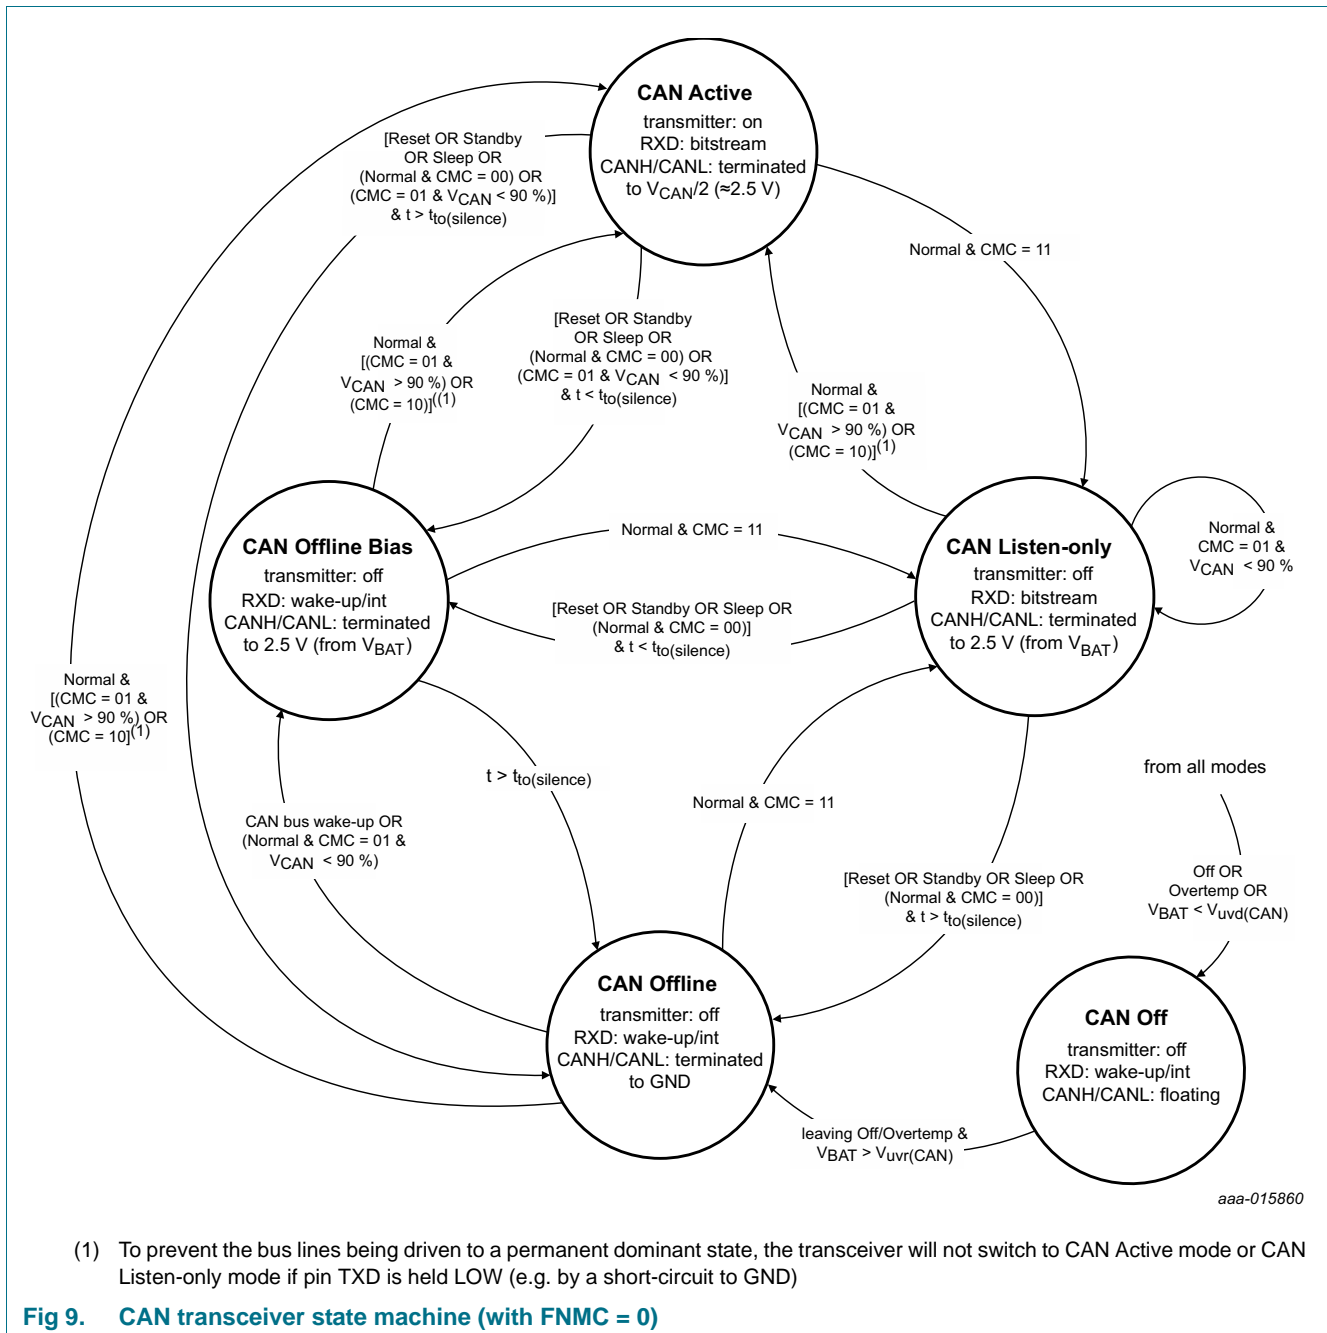 CAN Active
transmitter: on
RXD: bitstream
CANH/CANL: terminated
to VCAN/2 (≈2.5 V)
[Reset OR Standby
OR Sleep OR
(Normal & CMC = 00) OR
(CMC = 01 & VCAN < 90 %)]
& t > tto(silence)
Normal & CMC = 11
Normal &
[(CMC = 01 &
VCAN > 90 %) OR
(CMC = 10)]((1)
[Reset OR Standby
OR Sleep OR
(Normal & CMC = 00) OR
(CMC = 01 & VCAN < 90 %)]
& t < tto(silence)
Normal &
[(CMC = 01 &
VCAN > 90 %) OR
(CMC = 10)](1)
CAN Offline Bias
transmitter: off
RXD: wake-up/int
CANH/CANL: terminated
to 2.5 V (from VBAT)
Normal & CMC = 11
[Reset OR Standby OR Sleep OR
(Normal & CMC = 00)]
& t < tto(silence)
CAN Listen-only
transmitter: off
RXD: bitstream
CANH/CANL: terminated
to 2.5 V (from VBAT)
Normal &
CMC = 01 &
VCAN < 90 %
Normal &
[(CMC = 01 &
VCAN > 90 %) OR
(CMC = 10](1)
t > tto(silence)
CAN bus wake-up OR
(Normal & CMC = 01 &
VCAN < 90 %)
Normal & CMC = 11
[Reset OR Standby OR Sleep OR
(Normal & CMC = 00)]
& t > tto(silence)
from all modes
Off OR
Overtemp OR
VBAT < Vuvd(CAN)
CAN Offline
transmitter: off
RXD: wake-up/int
CANH/CANL: terminated
to GND
CAN Off
transmitter: off
RXD: wake-up/int
CANH/CANL: floating
leaving Off/Overtemp &
VBAT > Vuvr(CAN)
aaa-015860
(1) To prevent the bus lines being driven to a permanent dominant state, the transceiver will not switch to CAN Active mode or CAN
Listen-only mode if pin TXD is held LOW (e.g. by a short-circuit to GND)
Fig 9. CAN transceiver state machine (with FNMC = 0)